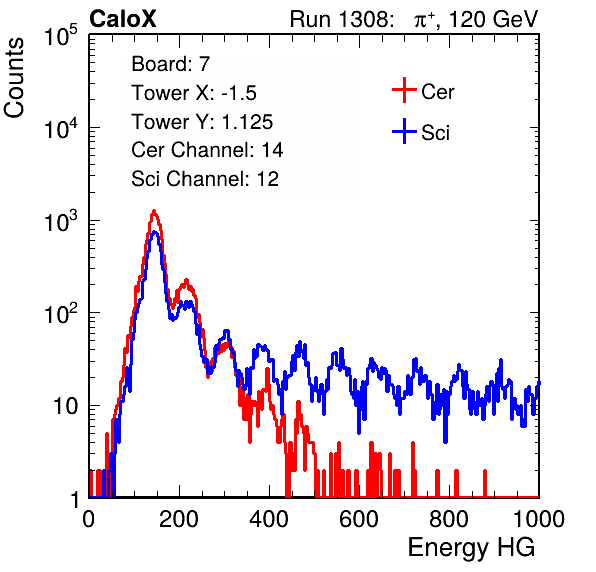 CaloX Run 1308: π⁺, 120 GeV
Counts
10⁵
10⁴
10³
10²
10
1
Board: 7
Tower X: -1.5
Tower Y: 1.125
Cer Channel: 14
Sci Channel: 12
Cer
Sci
0 200 400 600 800 1000
Energy HG